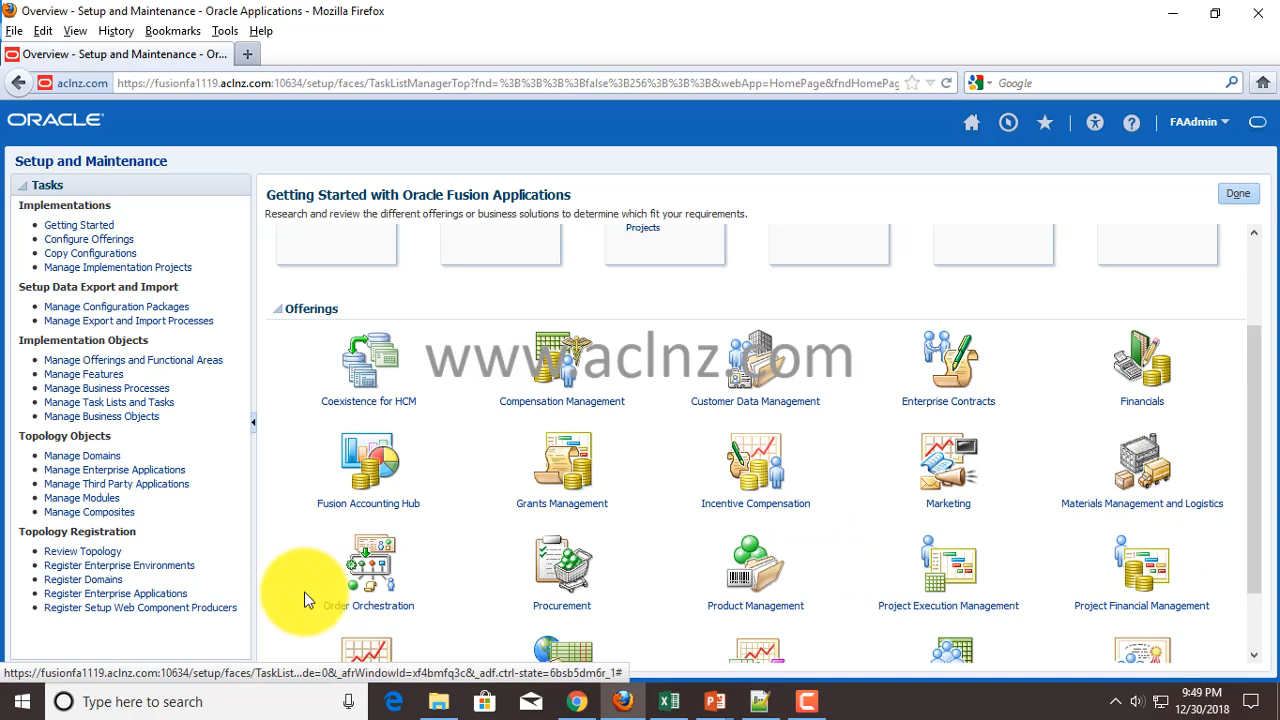 Overview - Setup and Maintenance - Oracle Applications - Mozilla Firefox
File Edit View History Bookmarks Tools Help
Overview - Setup and Maintenance - Or...
aclnz.com https://fusionfa1119.aclnz.com:10634/setup/faces/TaskListManagerTop?fnd=%3B%3B%3B%3Bfalse%3B256%3B%3B%3B&webApp=HomePage&fndHomePag Google
ORACLE
FAAdmin
Setup and Maintenance
Tasks
Implementations
Getting Started
Configure Offerings
Copy Configurations
Manage Implementation Projects
Setup Data Export and Import
Manage Configuration Packages
Manage Export and Import Processes
Implementation Objects
Manage Offerings and Functional Areas
Manage Features
Manage Business Processes
Manage Task Lists and Tasks
Manage Business Objects
Topology Objects
Manage Domains
Manage Enterprise Applications
Manage Third Party Applications
Manage Modules
Manage Composites
Topology Registration
Review Topology
Register Enterprise Environments
Register Domains
Register Enterprise Applications
Register Setup Web Component Producers
Getting Started with Oracle Fusion Applications
Done
Research and review the different offerings or business solutions to determine which fit your requirements.
Projects
Offerings
www.aclnz.com
Coexistence for HCM Compensation Management Customer Data Management Enterprise Contracts Financials
Fusion Accounting Hub Grants Management Incentive Compensation Marketing Materials Management and Logistics
Order Orchestration Procurement Product Management Project Execution Management Project Financial Management
https://fusionfa1119.aclnz.com:10634/setup/faces/TaskList...de=0&_afrWindowId=xf4bmfq3c&_adf.ctrl-state=6bsb5dm6r_1#
Type here to search
9:49 PM
12/30/2018